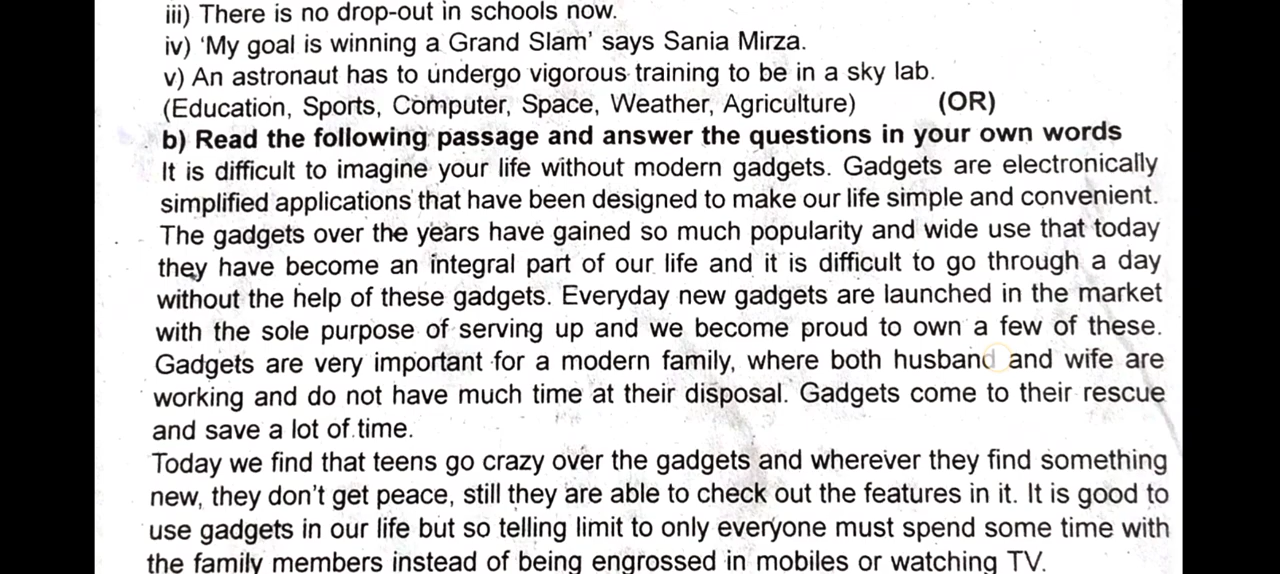 iii) There is no drop-out in schools now.
iv) ‘My goal is winning a Grand Slam’ says Sania Mirza.
v) An astronaut has to undergo vigorous training to be in a sky lab.
(Education, Sports, Computer, Space, Weather, Agriculture) (OR)
b) Read the following passage and answer the questions in your own words
It is difficult to imagine your life without modern gadgets. Gadgets are electronically
simplified applications that have been designed to make our life simple and convenient.
The gadgets over the years have gained so much popularity and wide use that today
they have become an integral part of our life and it is difficult to go through a day
without the help of these gadgets. Everyday new gadgets are launched in the market
with the sole purpose of serving up and we become proud to own a few of these.
Gadgets are very important for a modern family, where both husband and wife are
working and do not have much time at their disposal. Gadgets come to their rescue
and save a lot of time.
Today we find that teens go crazy over the gadgets and wherever they find something
new, they don’t get peace, still they are able to check out the features in it. It is good to
use gadgets in our life but so telling limit to only everyone must spend some time with
the family members instead of being engrossed in mobiles or watching TV.